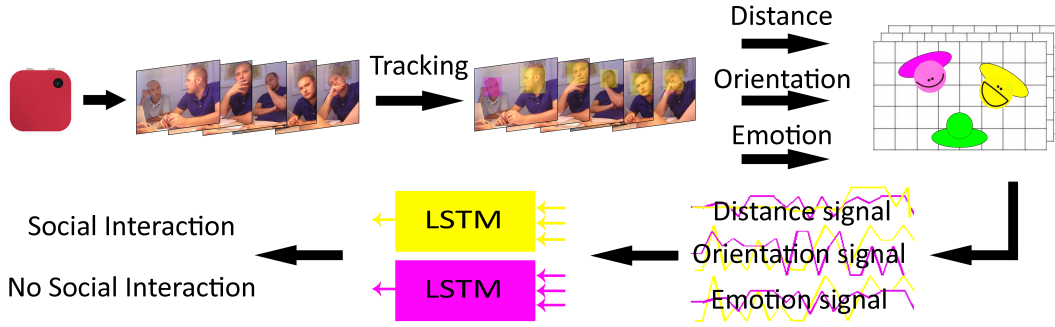 Distance
Tracking
Orientation
Emotion
Distance signal
Social Interaction
LSTM
Orientation signal
No Social Interaction
LSTM
Emotion signal